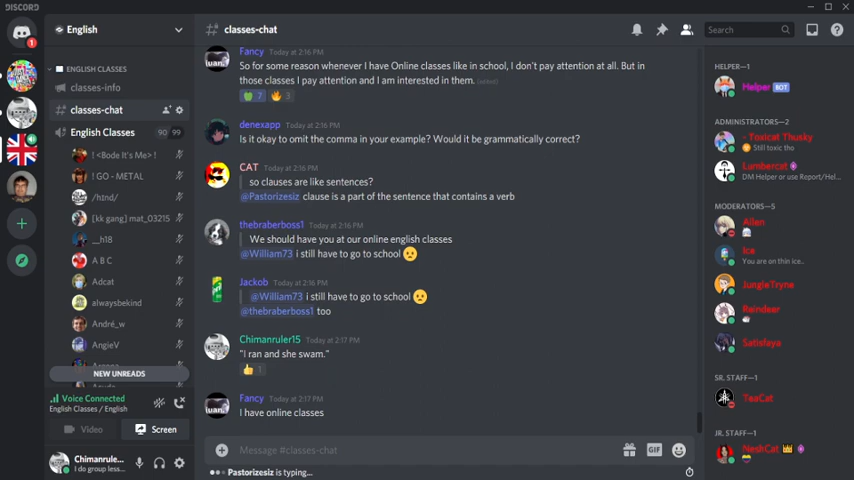 DISCORD
English
classes-chat
Search
1
ENGLISH CLASSES
classes-info
classes-chat
English Classes 90 99
! <Bode It's Me> !
! GO - METAL
/hɪnd/
[kk gang] mat_03215
__h18
A B C
Adcat
alwaysbehind
André_w
AngieV
NEW UNREADS
Voice Connected
English Classes / English
Video
Screen
Chimanrule...
I do group less...
Fancy Today at 2:16 PM
So for some reason whenever I have Online classes like in school, I don't pay attention at all. But in
those classes I pay attention and I am interested in them. (edited)
7 3
denexapp Today at 2:16 PM
Is it okay to omit the comma in your example? Would it be grammatically correct?
CAT Today at 2:16 PM
so clauses are like sentences?
@Pastorizesiz clause is a part of the sentence that contains a verb
thebraberboss1 Today at 2:16 PM
We should have you at our online english classes
@William73 i still have to go to school
Jackob Today at 2:16 PM
@William73 i still have to go to school
@thebraberboss1 too
Chimanruler15 Today at 2:17 PM
"I ran and she swam."
1
Fancy Today at 2:17 PM
I have online classes
Message #classes-chat
GIF
Pastorizesiz is typing...
HELPER—1
Helper BOT
ADMINISTRATORS—2
Toxicat Thusky
Still toxic tho
Lumbercat
DM Helper or use Report/Hel...
MODERATORS—5
Allen
Ice
You are on thin ice..
JungleTryne
Reindeer
Satisfaya
SR. STAFF—1
TeaCat
JR. STAFF—1
NeshCat